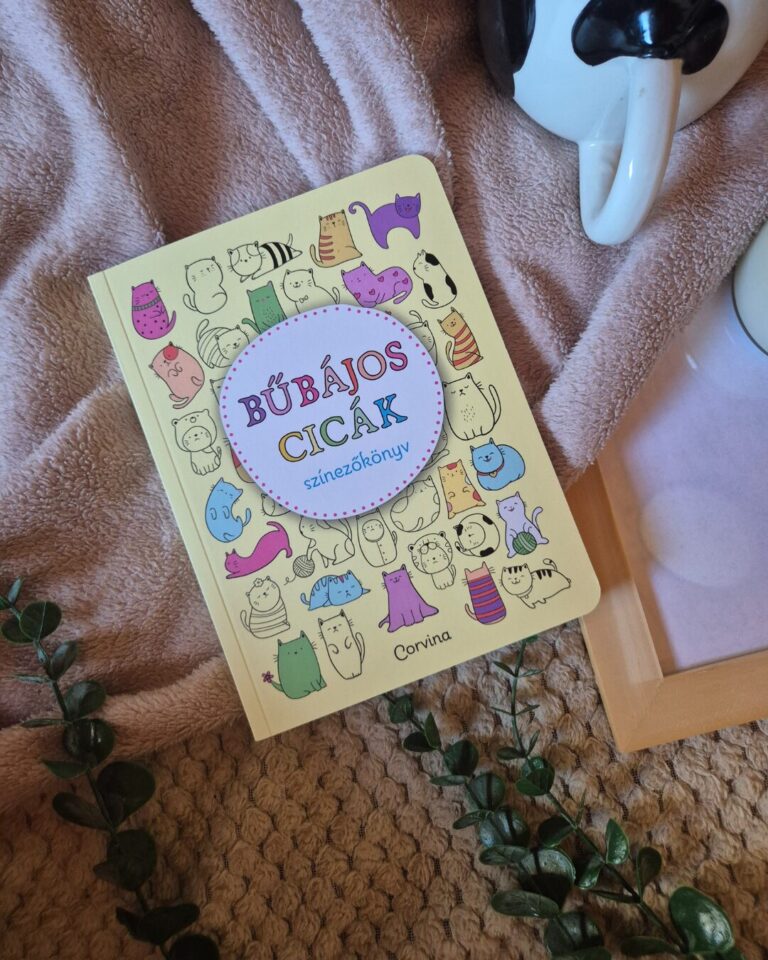 BŰBÁJOS
CICÁK
színezőkönyv
Corvina